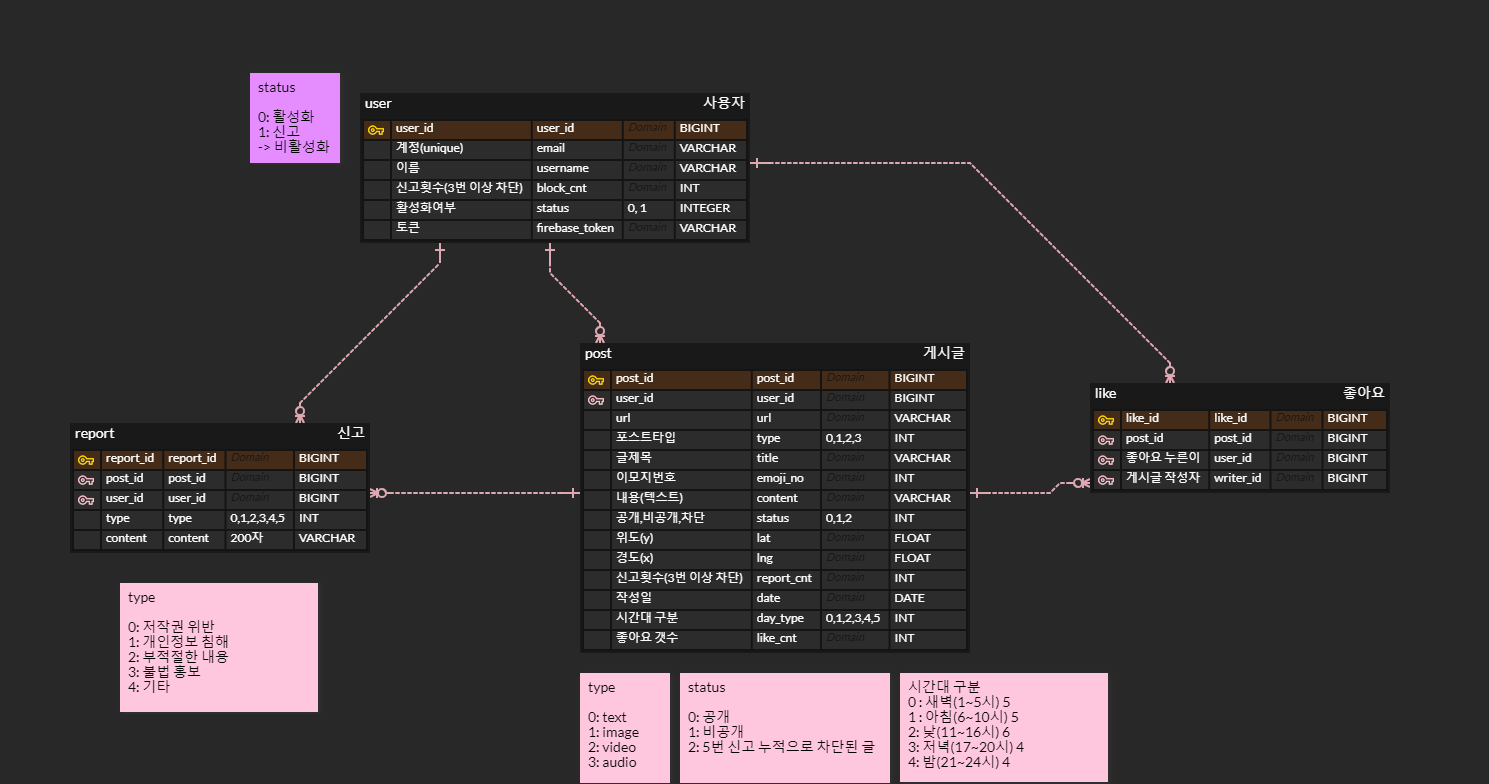 status
0: 활성화
1: 신고
-> 비활성화
user 사용자
user_id user_id Domain BIGINT
계정(unique) email Domain VARCHAR
이름 username Domain VARCHAR
신고횟수(3번 이상 차단) block_cnt Domain INT
활성화여부 status 0, 1 INTEGER
토큰 firebase_token Domain VARCHAR
post 게시글
post_id post_id Domain BIGINT
user_id user_id Domain BIGINT
url url Domain VARCHAR
포스트타입 type 0,1,2,3 INT
글제목 title Domain VARCHAR
이모지번호 emoji_no Domain INT
내용(텍스트) content Domain VARCHAR
공개,비공개,차단 status 0,1,2 INT
위도(y) lat Domain FLOAT
경도(x) lng Domain FLOAT
신고횟수(3번 이상 차단) report_cnt Domain INT
작성일 date Domain DATE
시간대 구분 day_type 0,1,2,3,4,5 INT
좋아요 갯수 like_cnt Domain INT
like 좋아요
like_id like_id Domain BIGINT
post_id post_id Domain BIGINT
좋아요 누른이 user_id Domain BIGINT
게시글 작성자 writer_id Domain BIGINT
report 신고
report_id report_id Domain BIGINT
post_id post_id Domain BIGINT
user_id user_id Domain BIGINT
type type 0,1,2,3,4,5 INT
content content 200자 VARCHAR
type
0: 저작권 위반
1: 개인정보 침해
2: 부적절한 내용
3: 불법 홍보
4: 기타
type
0: text
1: image
2: video
3: audio
status
0: 공개
1: 비공개
2: 5번 신고 누적으로 차단된 글
시간대 구분
0 : 새벽(1~5시) 5
1 : 아침(6~10시) 5
2: 낮(11~16시) 6
3: 저녁(17~20시) 4
4: 밤(21~24시) 4